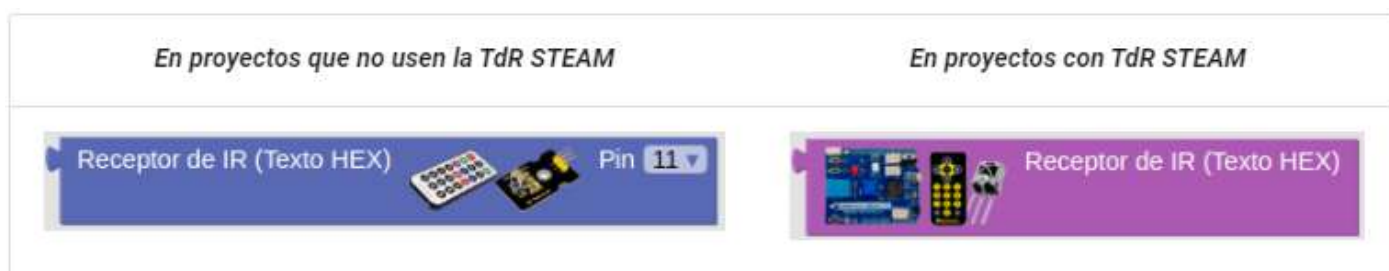 En proyectos que no usen la TdR STEAM
En proyectos con TdR STEAM
Receptor de IR (Texto HEX) Pin 11
Receptor de IR (Texto HEX)